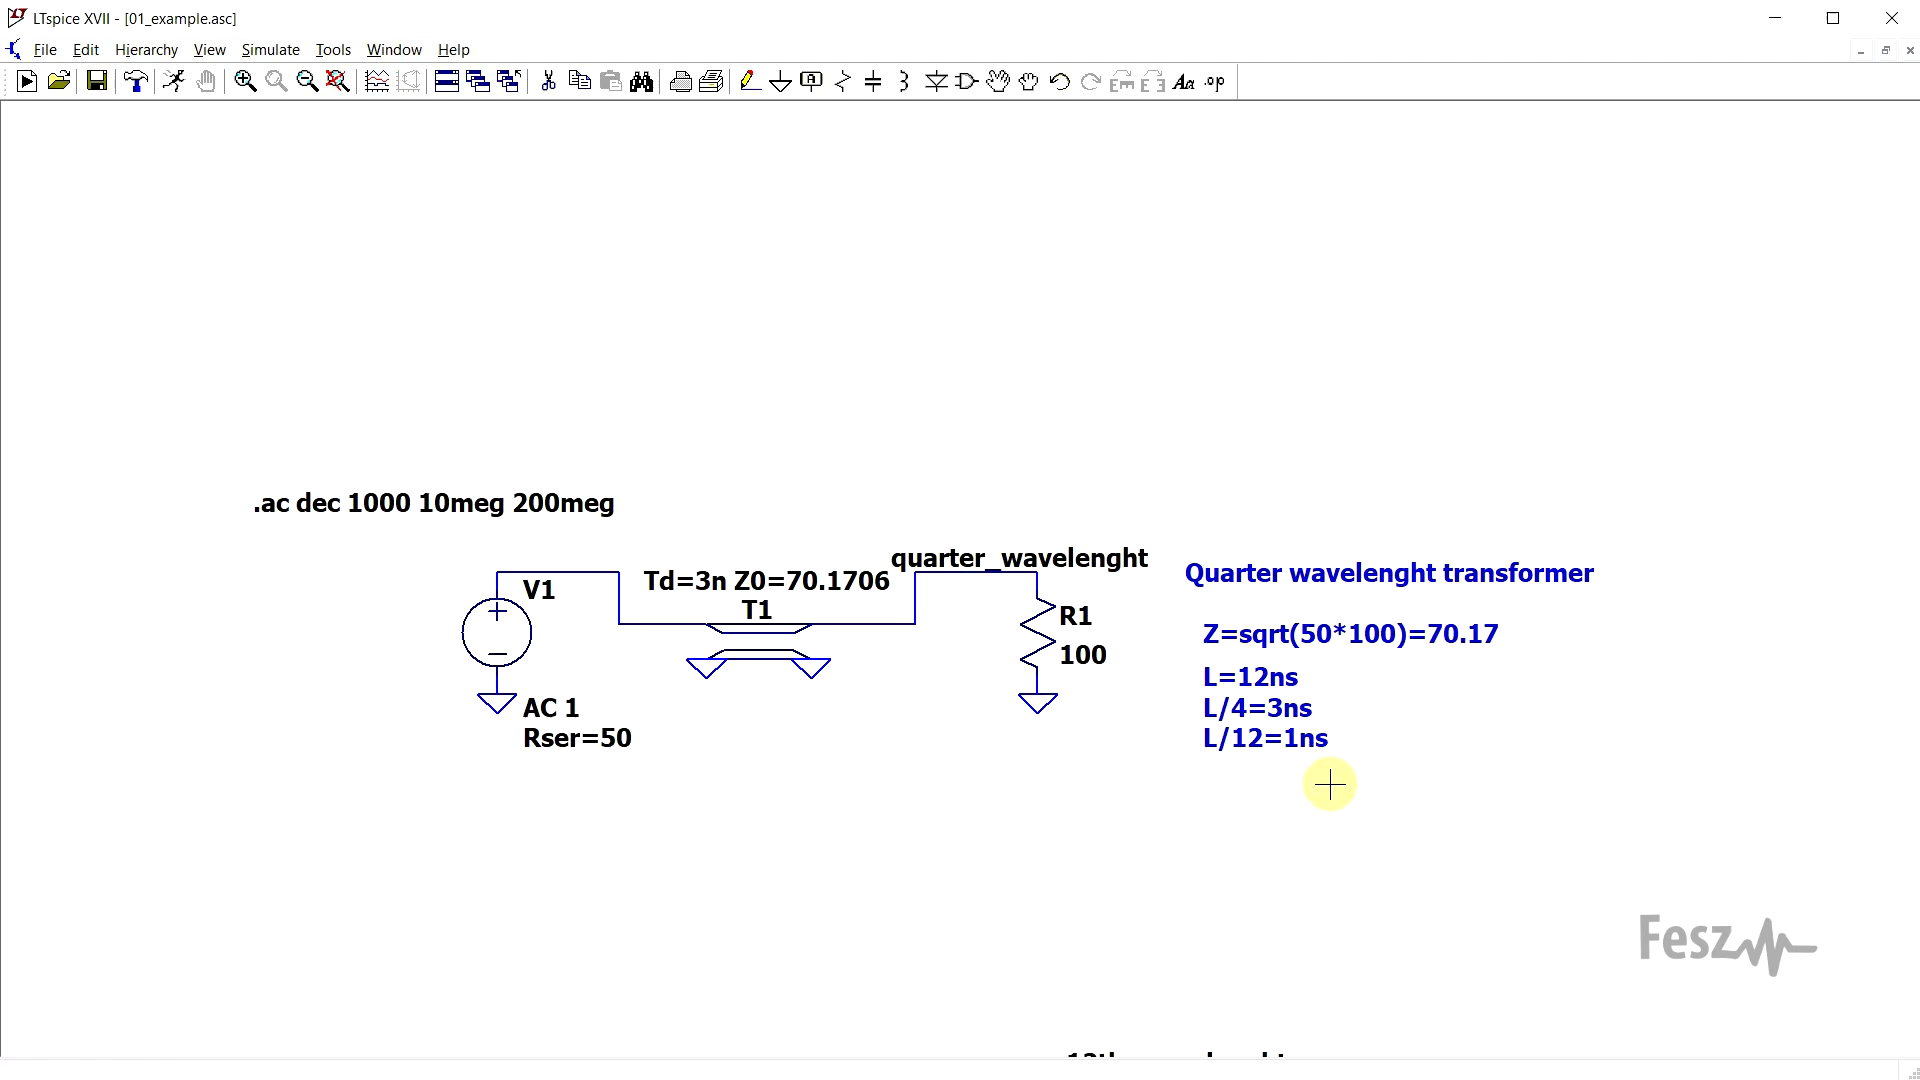 LTspice XVII - [01_example.asc]
File Edit Hierarchy View Simulate Tools Window Help
.ac dec 1000 10meg 200meg
quarter_wavelenght
Td=3n Z0=70.1706
V1
T1
R1
100
AC 1
Rser=50
Quarter wavelenght transformer
Z=sqrt(50*100)=70.17
L=12ns
L/4=3ns
L/12=1ns
Fesz